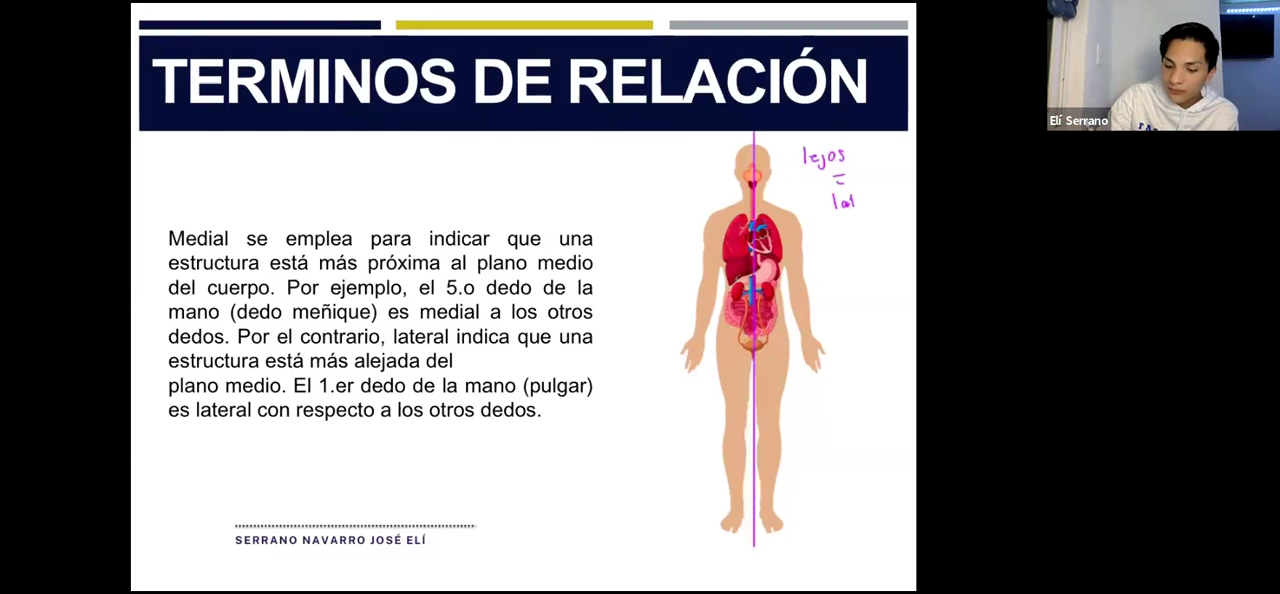 TERMINOS DE RELACIÓN
Elí Serrano
lejos
=
lat
Medial se emplea para indicar que una
estructura está más próxima al plano medio
del cuerpo. Por ejemplo, el 5.o dedo de la
mano (dedo meñique) es medial a los otros
dedos. Por el contrario, lateral indica que una
estructura está más alejada del
plano medio. El 1.er dedo de la mano (pulgar)
es lateral con respecto a los otros dedos.
SERRANO NAVARRO JOSÉ ELÍ